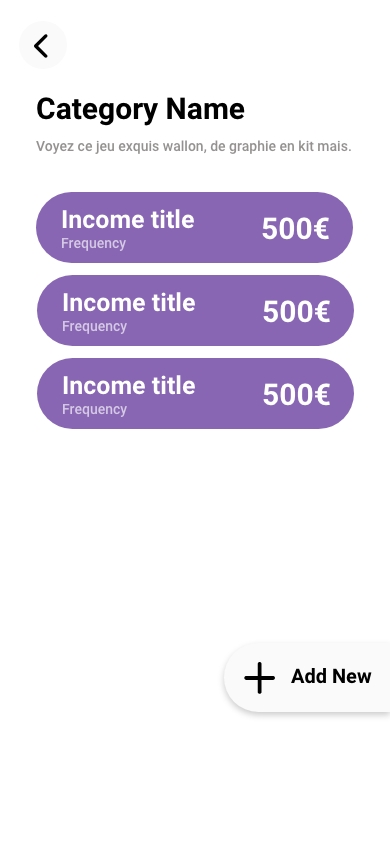 Category Name
Voyez ce jeu exquis wallon, de graphie en kit mais.
Income title
500€
Frequency
Income title
500€
Frequency
Income title
500€
Frequency
Add New